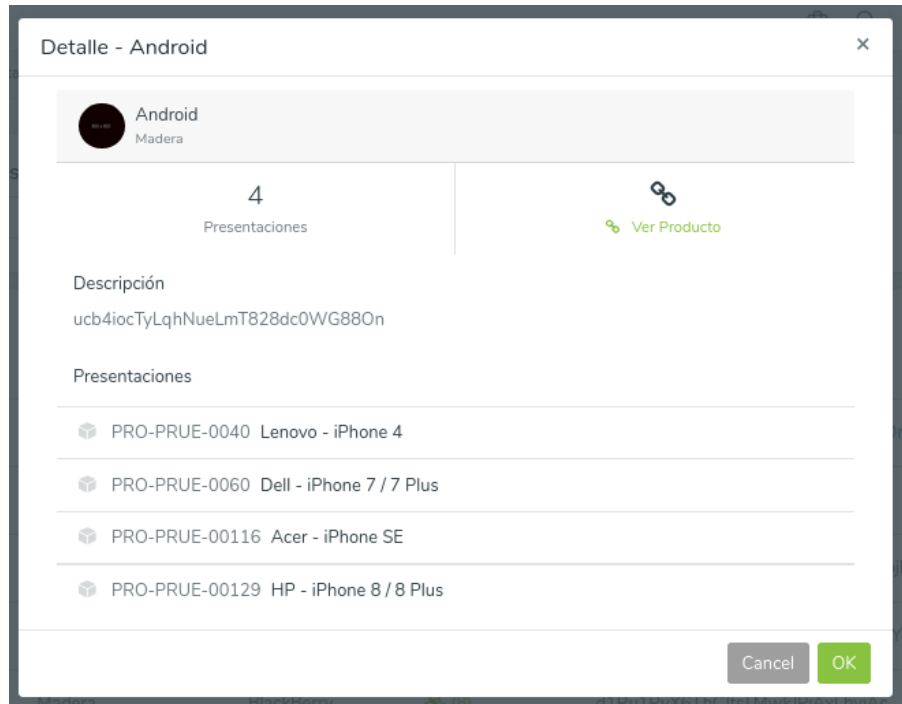 Detalle - Android
×
Android
Madera
4
Presentaciones
Ver Producto
Descripción
ucb4iocTyLqhNueLmT828dc0WG88On
Presentaciones
PRO-PRUE-0040 Lenovo - iPhone 4
PRO-PRUE-0060 Dell - iPhone 7 / 7 Plus
PRO-PRUE-00116 Acer - iPhone SE
PRO-PRUE-00129 HP - iPhone 8 / 8 Plus
Cancel OK
Madera BlackBerry